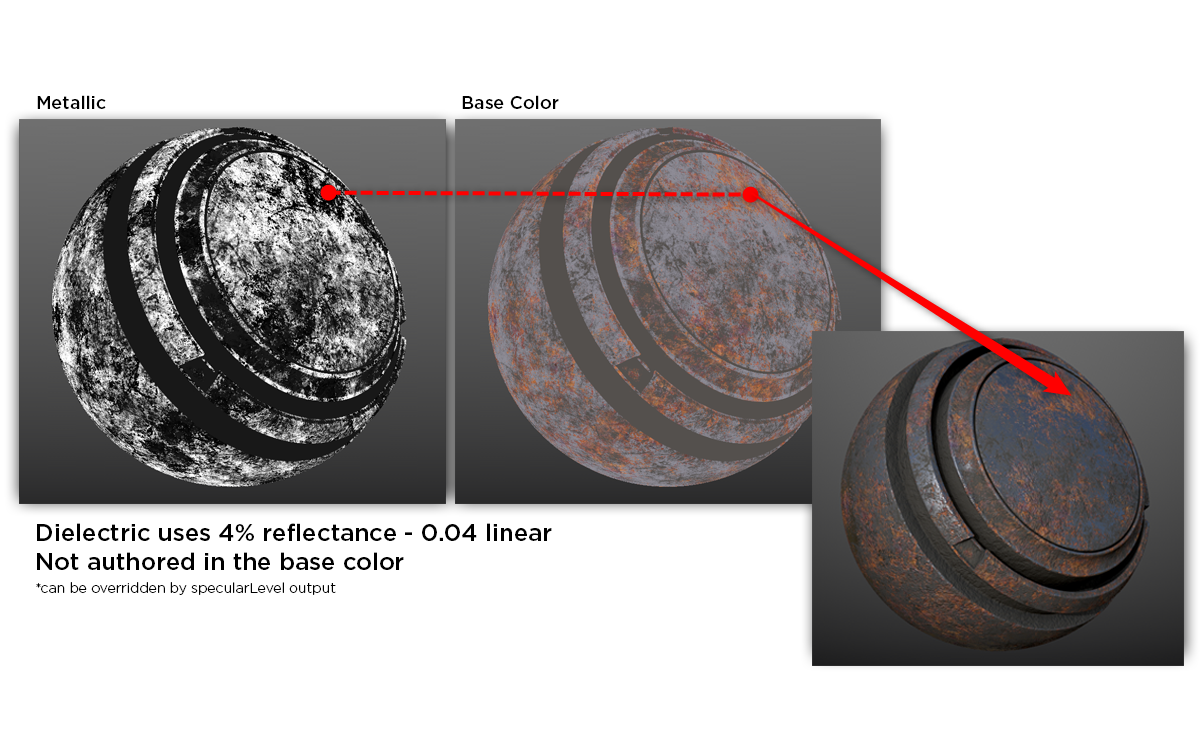 Metallic
Base Color
Dielectric uses 4% reflectance - 0.04 linear
Not authored in the base color
*can be overridden by specularLevel output